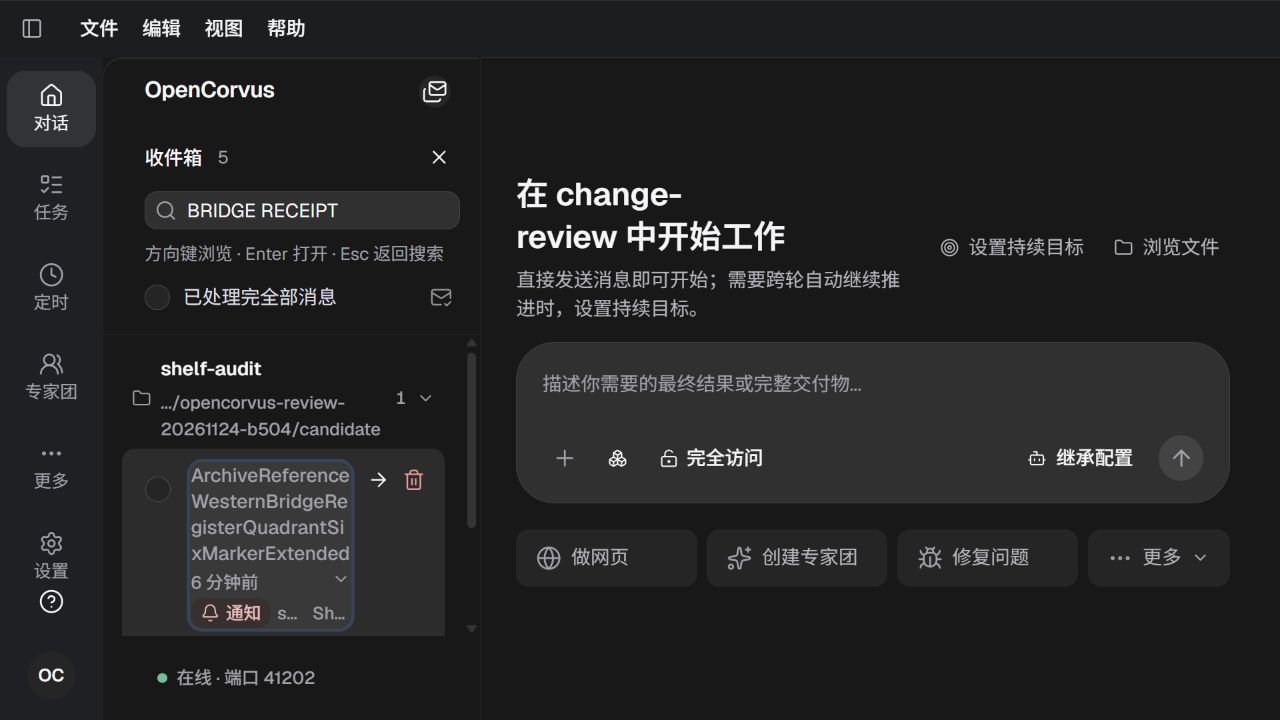 文件 编辑 视图 帮助
对话
任务
定时
专家团
更多
设置
OC
OpenCorvus
收件箱 5
BRIDGE RECEIPT
方向键浏览 · Enter 打开 · Esc 返回搜索
已处理完全部消息
shelf-audit
.../opencorvus-review-
20261124-b504/candidate
1
ArchiveReference
WesternBridgeRe
gisterQuadrantSi
xMarkerExtended
6 分钟前
通知 s... Sh...
在线 · 端口 41202
在 change-
review 中开始工作
直接发送消息即可开始；需要跨轮自动继续推
进时，设置持续目标。
设置持续目标 浏览文件
描述你需要的最终结果或完整交付物...
完全访问 继承配置
做网页 创建专家团 修复问题 更多